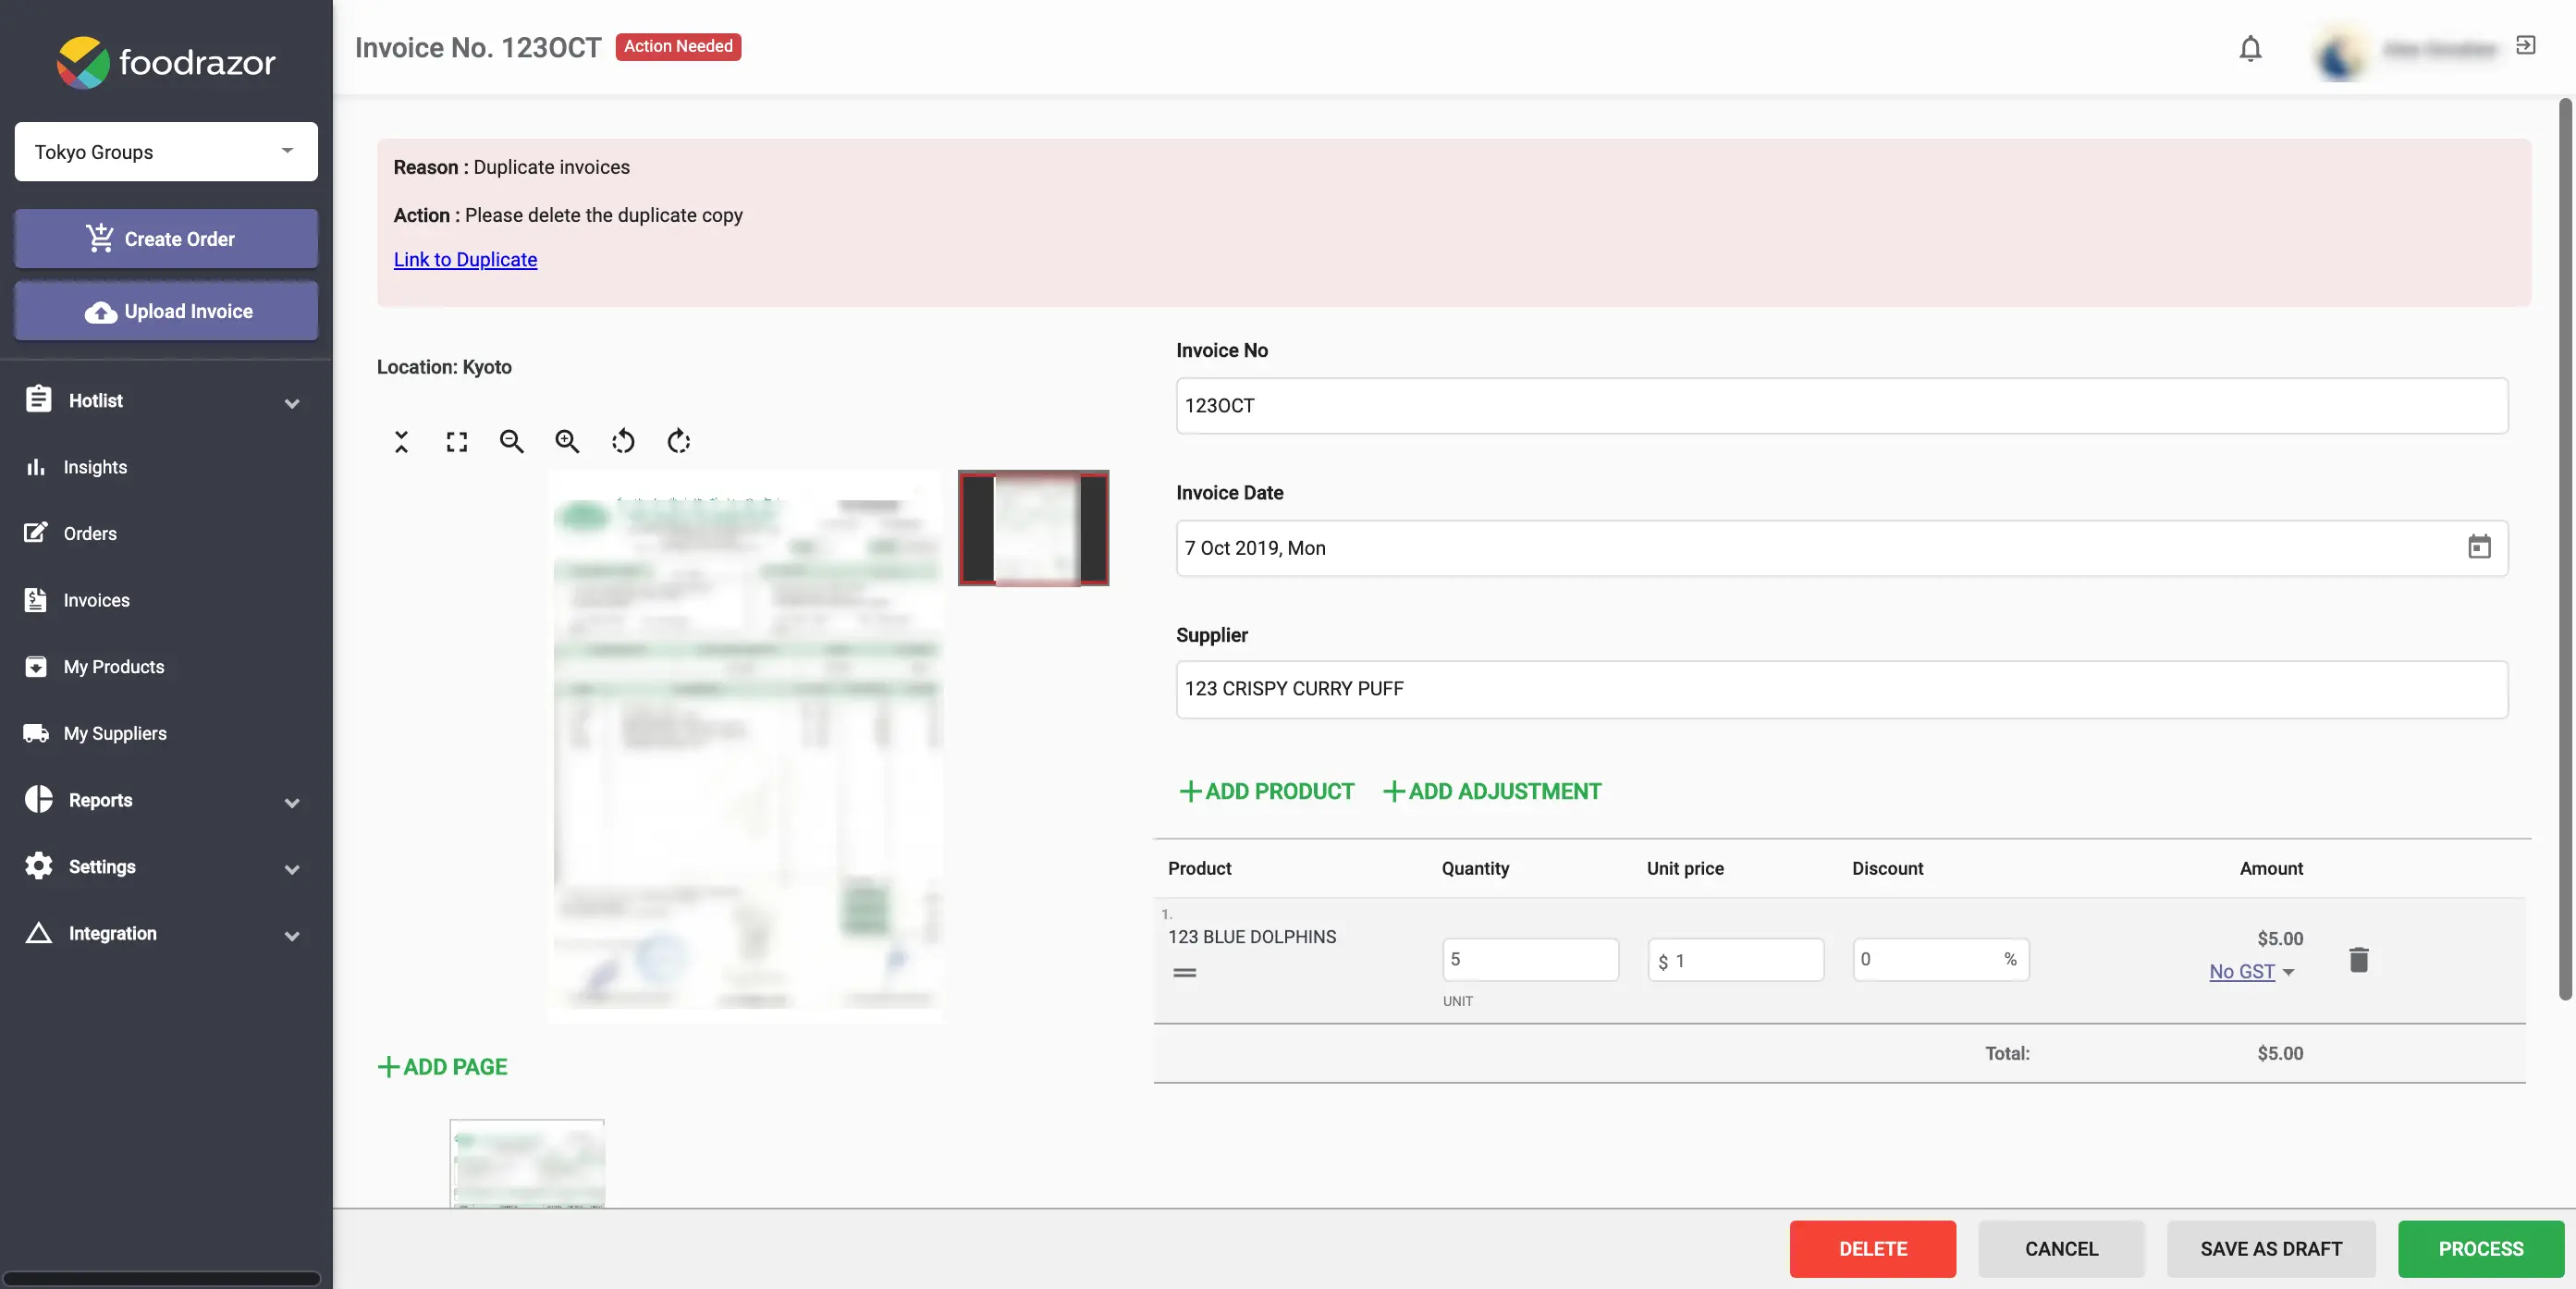 foodrazor
Tokyo Groups
Create Order
Upload Invoice
Hotlist
Insights
Orders
Invoices
My Products
My Suppliers
Reports
Settings
Integration
Invoice No. 123OCT
Action Needed
Reason : Duplicate invoices
Action : Please delete the duplicate copy
Link to Duplicate
Location: Kyoto
ADD PAGE
Invoice No
123OCT
Invoice Date
7 Oct 2019, Mon
Supplier
123 CRISPY CURRY PUFF
ADD PRODUCT ADD ADJUSTMENT
Product Quantity Unit price Discount Amount
1.
123 BLUE DOLPHINS
5
UNIT
$ 1
0 %
$5.00
No GST
Total: $5.00
DELETE CANCEL SAVE AS DRAFT PROCESS